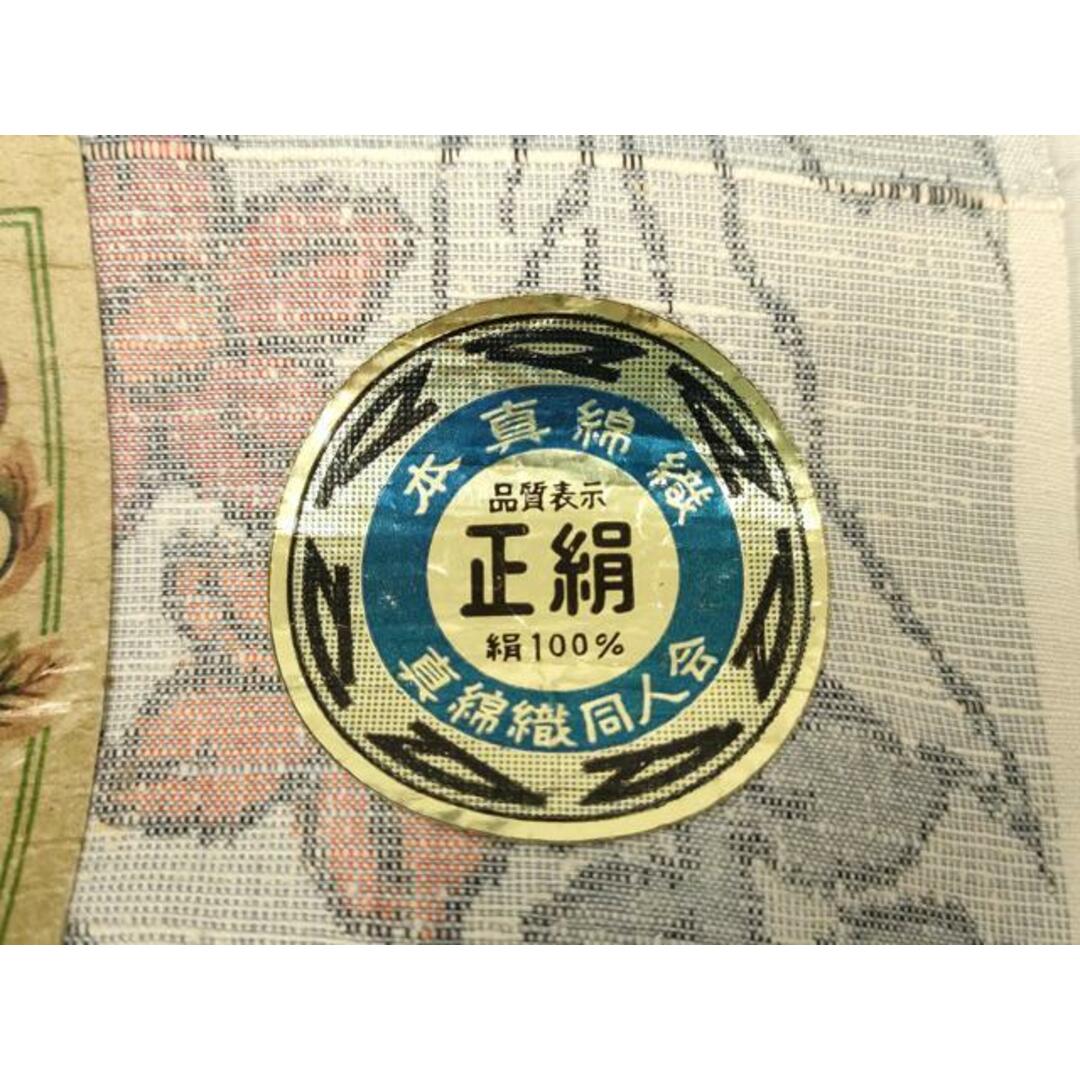 本真綿織
品質表示
正絹
絹100%
真綿織同人会